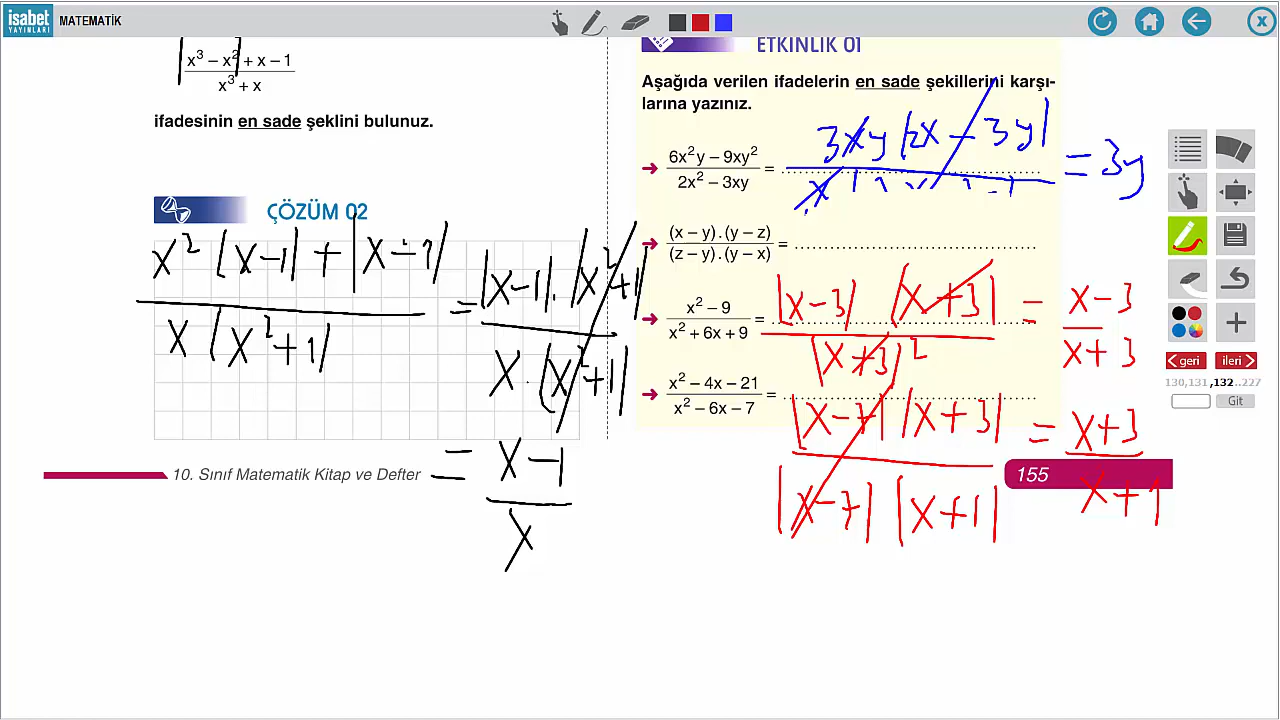 isabet
YAYINLARI
MATEMATİK
x³ – x² + x – 1
x³ + x
ifadesinin en sade şeklini bulunuz.
ÇÖZÜM 02
x² (x-1) + (x-1)
x (x²+1)
= (x-1) . (x²+1)
x . (x²+1)
= x-1
x
10. Sınıf Matematik Kitap ve Defter
ETKİNLİK 01
Aşağıda verilen ifadelerin en sade şekillerini karşı-
larına yazınız.
6x²y – 9xy² =
2x² – 3xy
3xy (2x - 3y) = 3y
(x – y) . (y – z) =
(z – y) . (y – x)
x² – 9 =
x² + 6x + 9
(x-3) (x+3) = x-3
(x+3)² x+3
x² – 4x – 21 =
x² – 6x – 7
(x-7) (x+3) = x+3
(x-7) (x+1) x+1
155
geri
ileri
130,131,132...227
Git